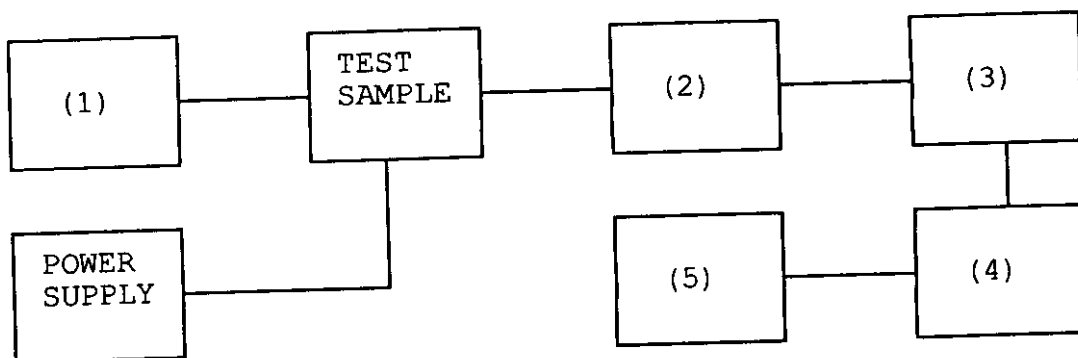 (1)
TEST
SAMPLE
(2)
(3)
POWER
SUPPLY
(5)
(4)